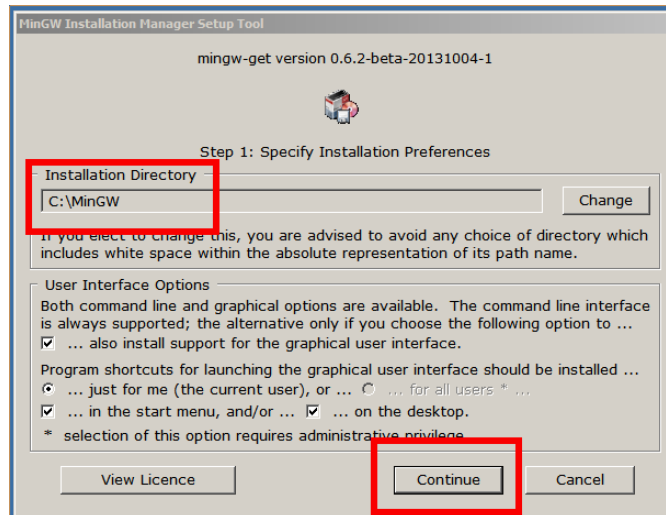 MinGW Installation Manager Setup Tool
mingw-get version 0.6.2-beta-20131004-1
Step 1: Specify Installation Preferences
Installation Directory
C:\MinGW
Change
If you elect to change this, you are advised to avoid any choice of directory which
includes white space within the absolute representation of its path name.
User Interface Options
Both command line and graphical options are available.  The command line interface
is always supported; the alternative only if you choose the following option to ...
... also install support for the graphical user interface.
Program shortcuts for launching the graphical user interface should be installed ...
... just for me (the current user), or ... ... for all users * ...
... in the start menu, and/or ... ... on the desktop.
* selection of this option requires administrative privilege
View Licence
Continue
Cancel